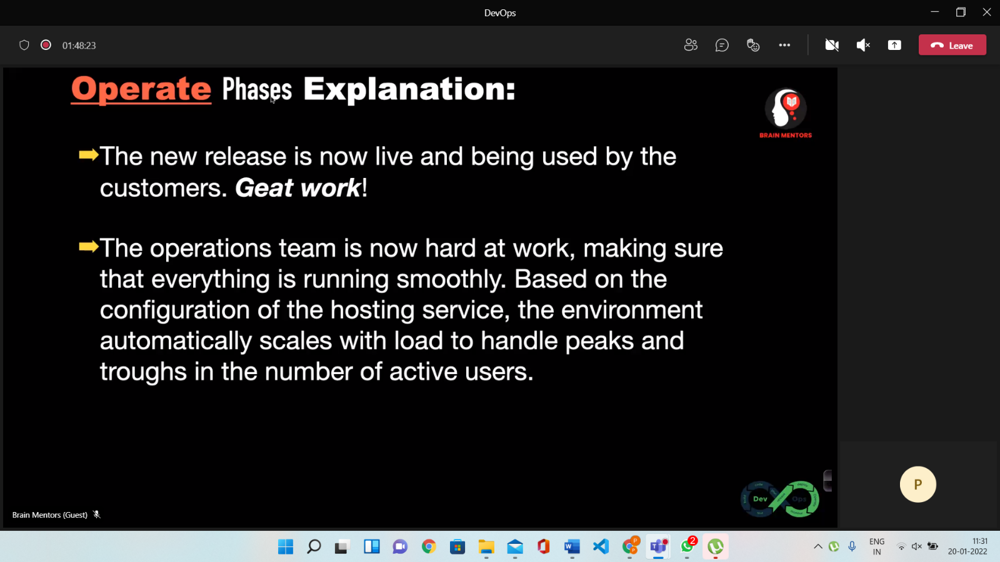 DevOps
01:48:23
Leave
Operate Phases Explanation:
BRAIN MENTORS
The new release is now live and being used by the
customers. Geat work!
The operations team is now hard at work, making sure
that everything is running smoothly. Based on the
configuration of the hosting service, the environment
automatically scales with load to handle peaks and
troughs in the number of active users.
P
Dev Ops
Brain Mentors (Guest)
2
ENG
IN
11:31
20-01-2022